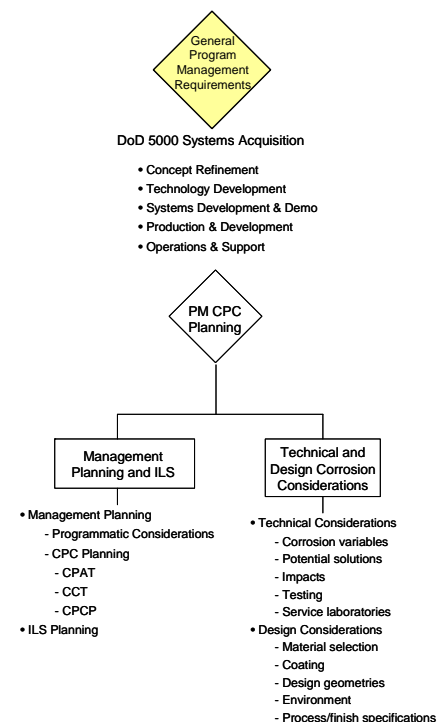 General
Program
Management
Requirements
DoD 5000 Systems Acquisition
• Concept Refinement
• Technology Development
• Systems Development & Demo
• Production & Development
• Operations & Support
PM CPC
Planning
Management
Planning and ILS
• Management Planning
- Programmatic Considerations
- CPC Planning
- CPAT
- CCT
- CPCP
• ILS Planning
Technical and
Design Corrosion
Considerations
• Technical Considerations
- Corrosion variables
- Potential solutions
- Impacts
- Testing
- Service laboratories
• Design Considerations
- Material selection
- Coating
- Design geometries
- Environment
- Process/finish specifications